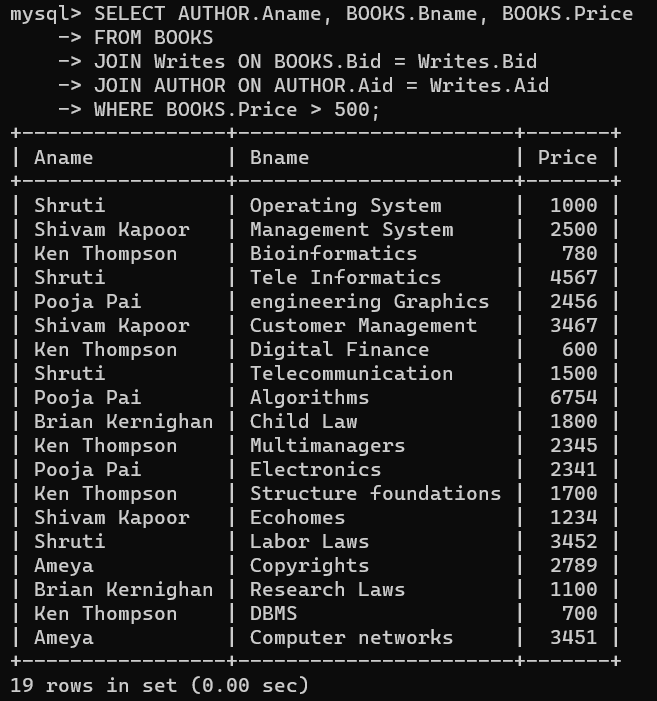 mysql> SELECT AUTHOR.Aname, BOOKS.Bname, BOOKS.Price
    -> FROM BOOKS
    -> JOIN Writes ON BOOKS.Bid = Writes.Bid
    -> JOIN AUTHOR ON AUTHOR.Aid = Writes.Aid
    -> WHERE BOOKS.Price > 500;
+-----------------+-----------------------+-------+
| Aname           | Bname                 | Price |
+-----------------+-----------------------+-------+
| Shruti          | Operating System      |  1000 |
| Shivam Kapoor   | Management System     |  2500 |
| Ken Thompson    | Bioinformatics        |   780 |
| Shruti          | Tele Informatics      |  4567 |
| Pooja Pai       | engineering Graphics  |  2456 |
| Shivam Kapoor   | Customer Management   |  3467 |
| Ken Thompson    | Digital Finance       |   600 |
| Shruti          | Telecommunication     |  1500 |
| Pooja Pai       | Algorithms            |  6754 |
| Brian Kernighan | Child Law             |  1800 |
| Ken Thompson    | Multimanagers         |  2345 |
| Pooja Pai       | Electronics           |  2341 |
| Ken Thompson    | Structure foundations |  1700 |
| Shivam Kapoor   | Ecohomes              |  1234 |
| Shruti          | Labor Laws            |  3452 |
| Ameya           | Copyrights            |  2789 |
| Brian Kernighan | Research Laws         |  1100 |
| Ken Thompson    | DBMS                  |   700 |
| Ameya           | Computer networks     |  3451 |
+-----------------+-----------------------+-------+
19 rows in set (0.00 sec)